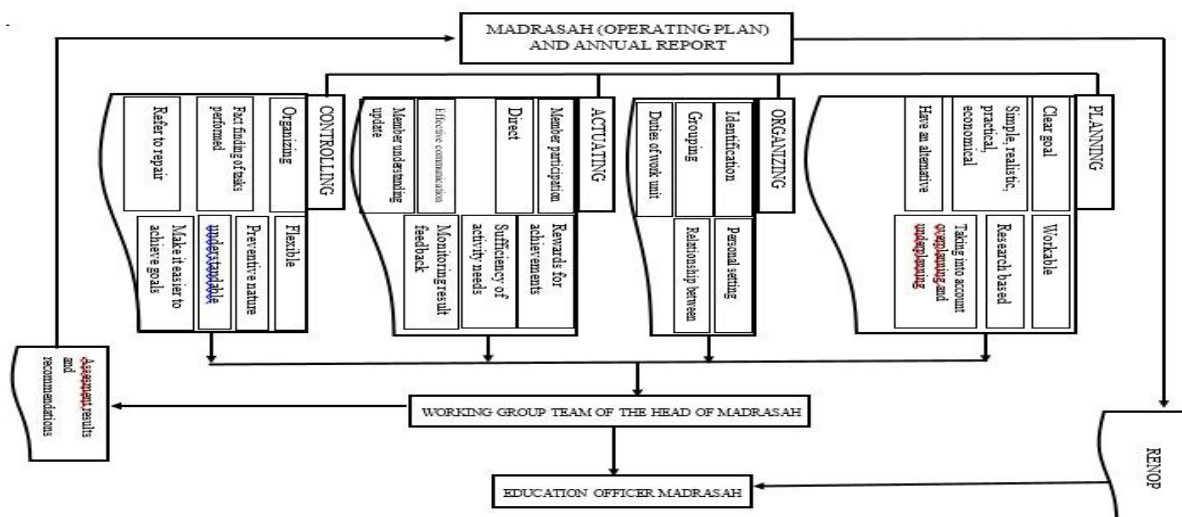 MADRASAH (OPERATING PLAN)
AND ANNUAL REPORT
CONTROLLING
Organizing
Fact finding of tasks
performed
Refer to repair
Flexible
Preventive nature
understandable
Make it easier to
achieve goals
ACTUATING
Member participation
Direct
Effective communication
Member understanding
update
Rewards for
achievements
Sufficiency of
activity needs
Monitoring result
feedback
ORGANIZING
Identification
Grouping
Duties of work unit
Personal setting
Relationship between
PLANNING
Clear goal
Simple, realistic,
practical,
economical
Have an alternative
Workable
Research based
Taking into account
overplanning and
underplanning
Assesment results
and
recommendations
WORKING GROUP TEAM OF THE HEAD OF MADRASAH
RENOP
EDUCATION OFFICER MADRASAH